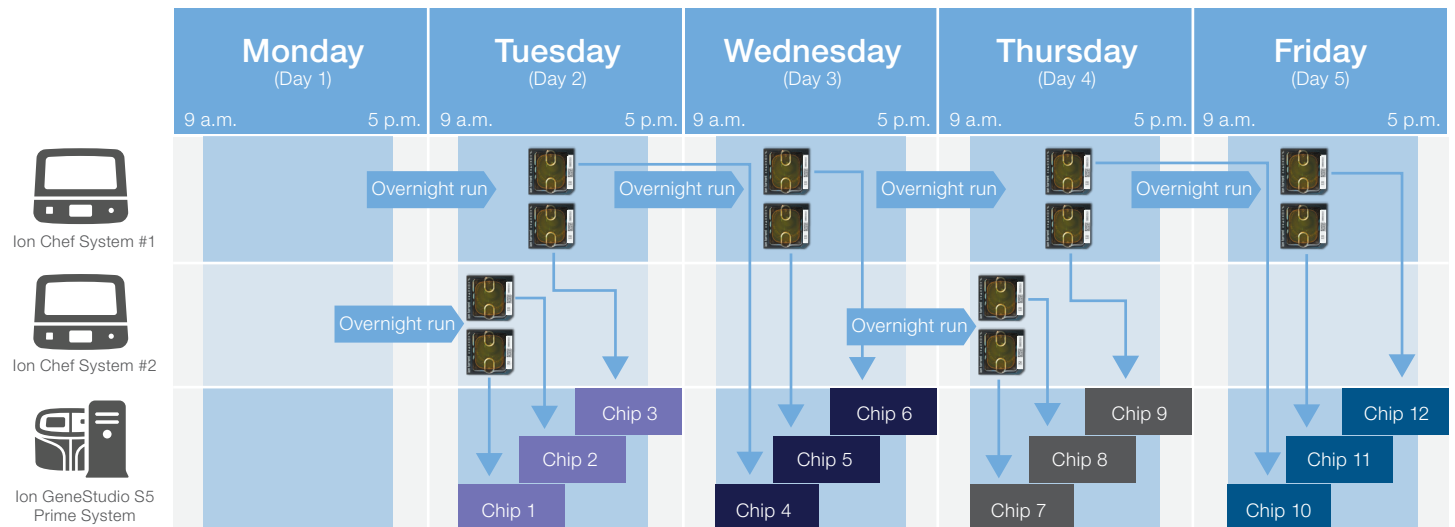 Monday
(Day 1)
9 a.m. 5 p.m.
Tuesday
(Day 2)
9 a.m. 5 p.m.
Wednesday
(Day 3)
9 a.m. 5 p.m.
Thursday
(Day 4)
9 a.m. 5 p.m.
Friday
(Day 5)
9 a.m. 5 p.m.
Ion Chef System #1
Overnight run
Overnight run
Overnight run
Overnight run
Ion Chef System #2
Overnight run
Overnight run
Ion GeneStudio S5
Prime System
Chip 1
Chip 2
Chip 3
Chip 4
Chip 5
Chip 6
Chip 7
Chip 8
Chip 9
Chip 10
Chip 11
Chip 12